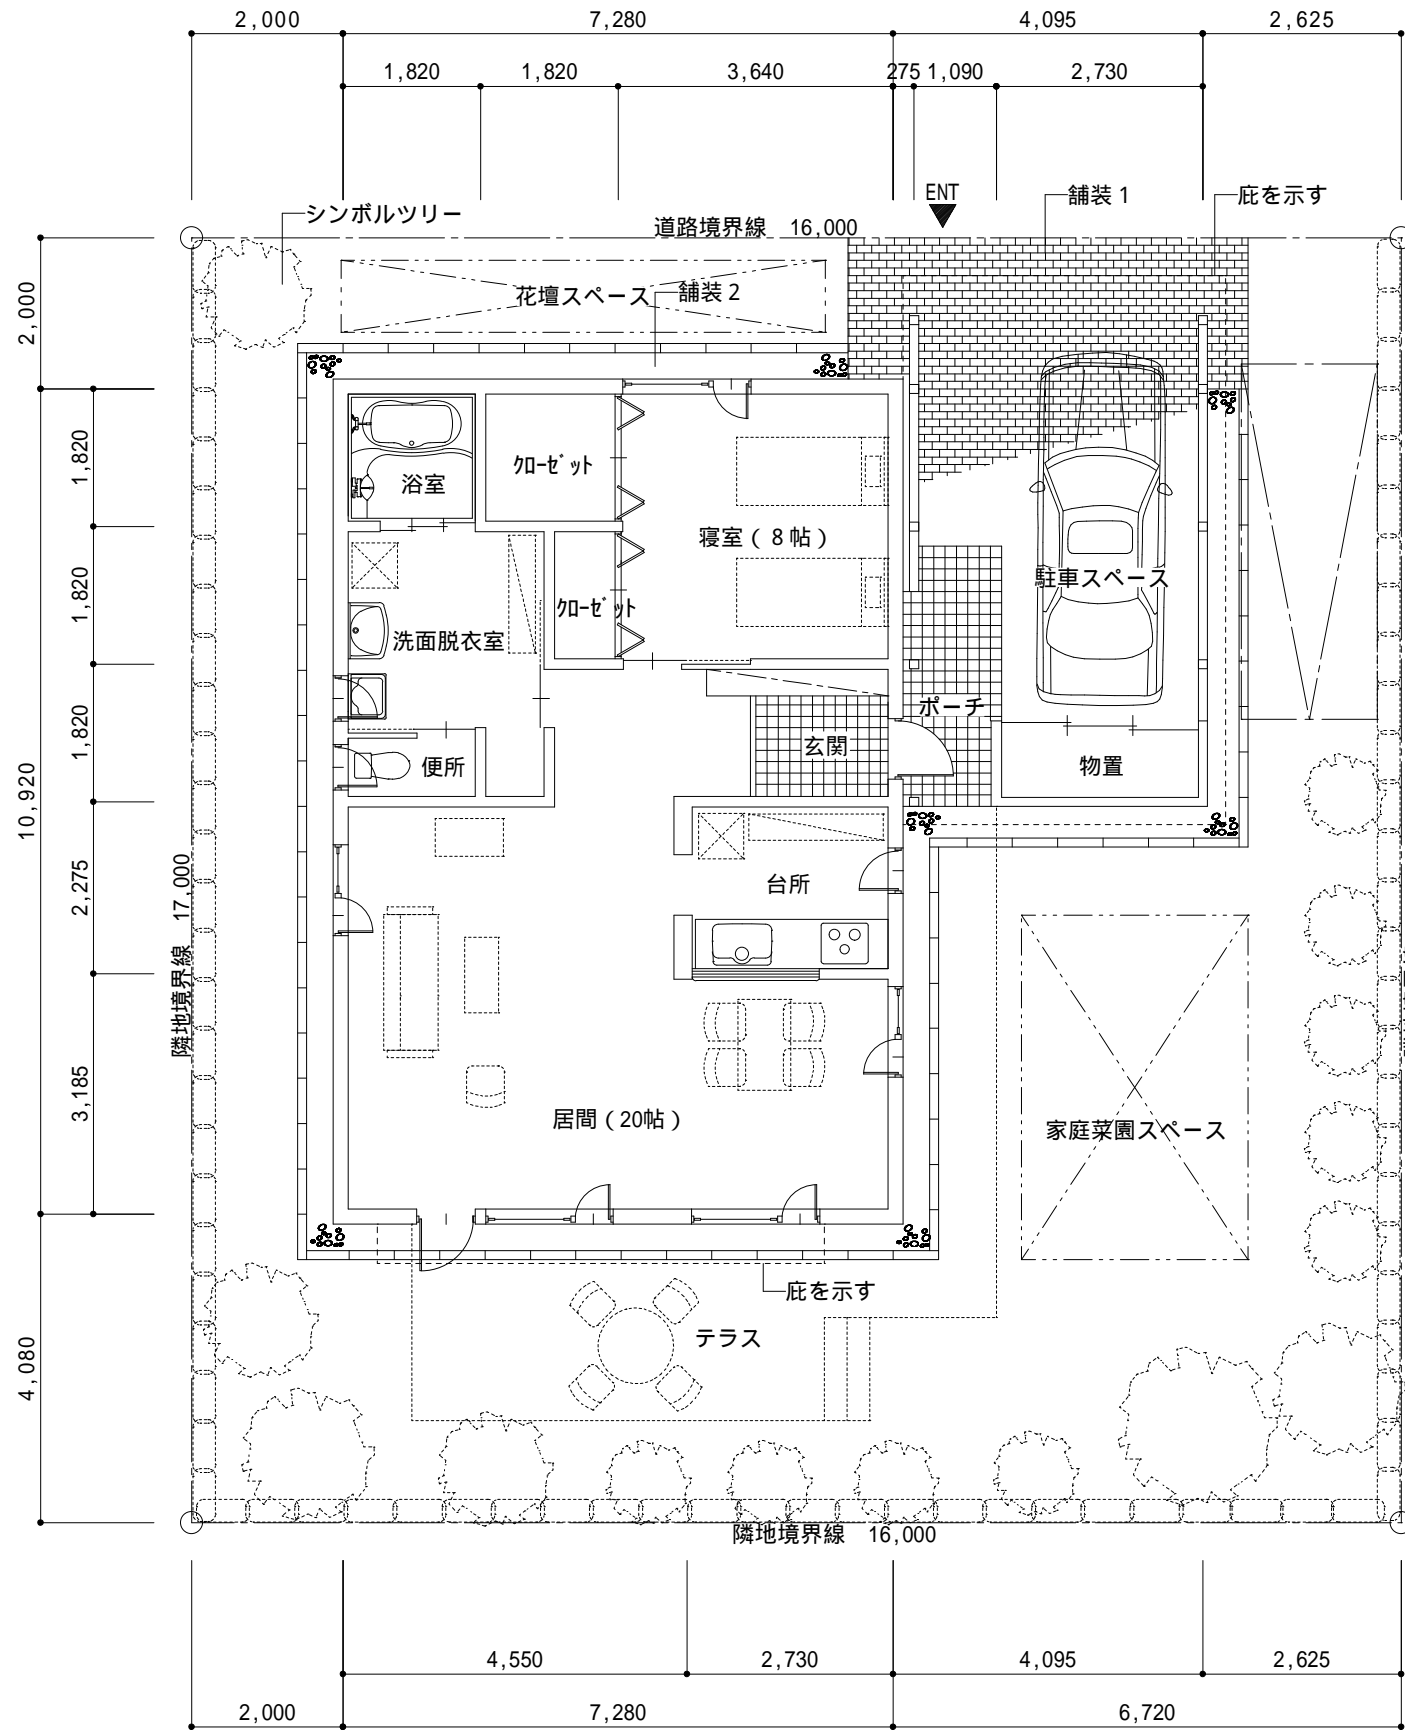 2,000
7,280
4,095
2,625
1,820
1,820
3,640
275
1,090
2,730
ENT
舗装1
庇を示す
シンボルツリー
道路境界線 16,000
2,000
花壇スペース
舗装2
1,820
浴室
ｸﾛｰｾﾞｯﾄ
寝室(8帖)
駐車スペース
1,820
ｸﾛｰｾﾞｯﾄ
洗面脱衣室
ポーチ
1,820
玄関
便所
物置
10,920
2,275
台所
隣地境界線 17,000
3,185
居間(20帖)
家庭菜園スペース
庇を示す
テラス
4,080
隣地境界線 16,000
4,550
2,730
4,095
2,625
2,000
7,280
6,720